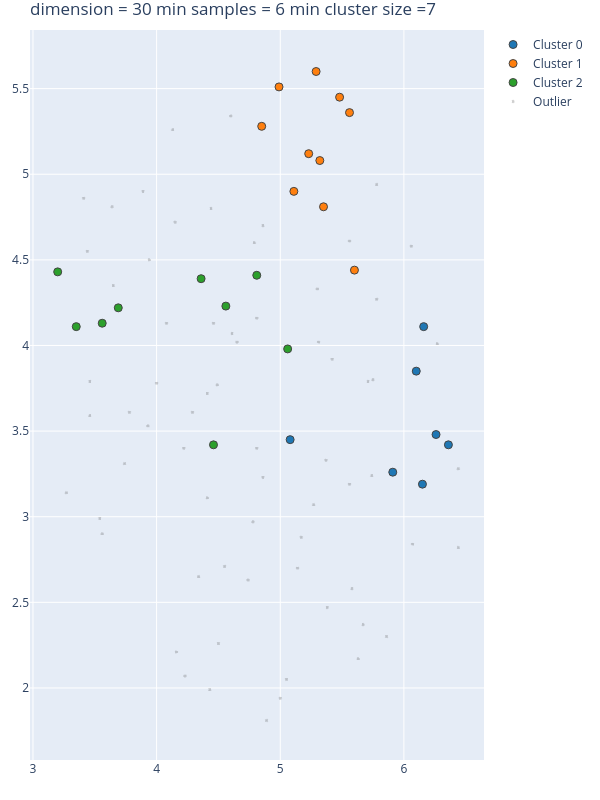 dimension = 30 min samples = 6 min cluster size =7
Cluster 0
Cluster 1
Cluster 2
Outlier
5.5
5
4.5
4
3.5
3
2.5
2
3 4 5 6